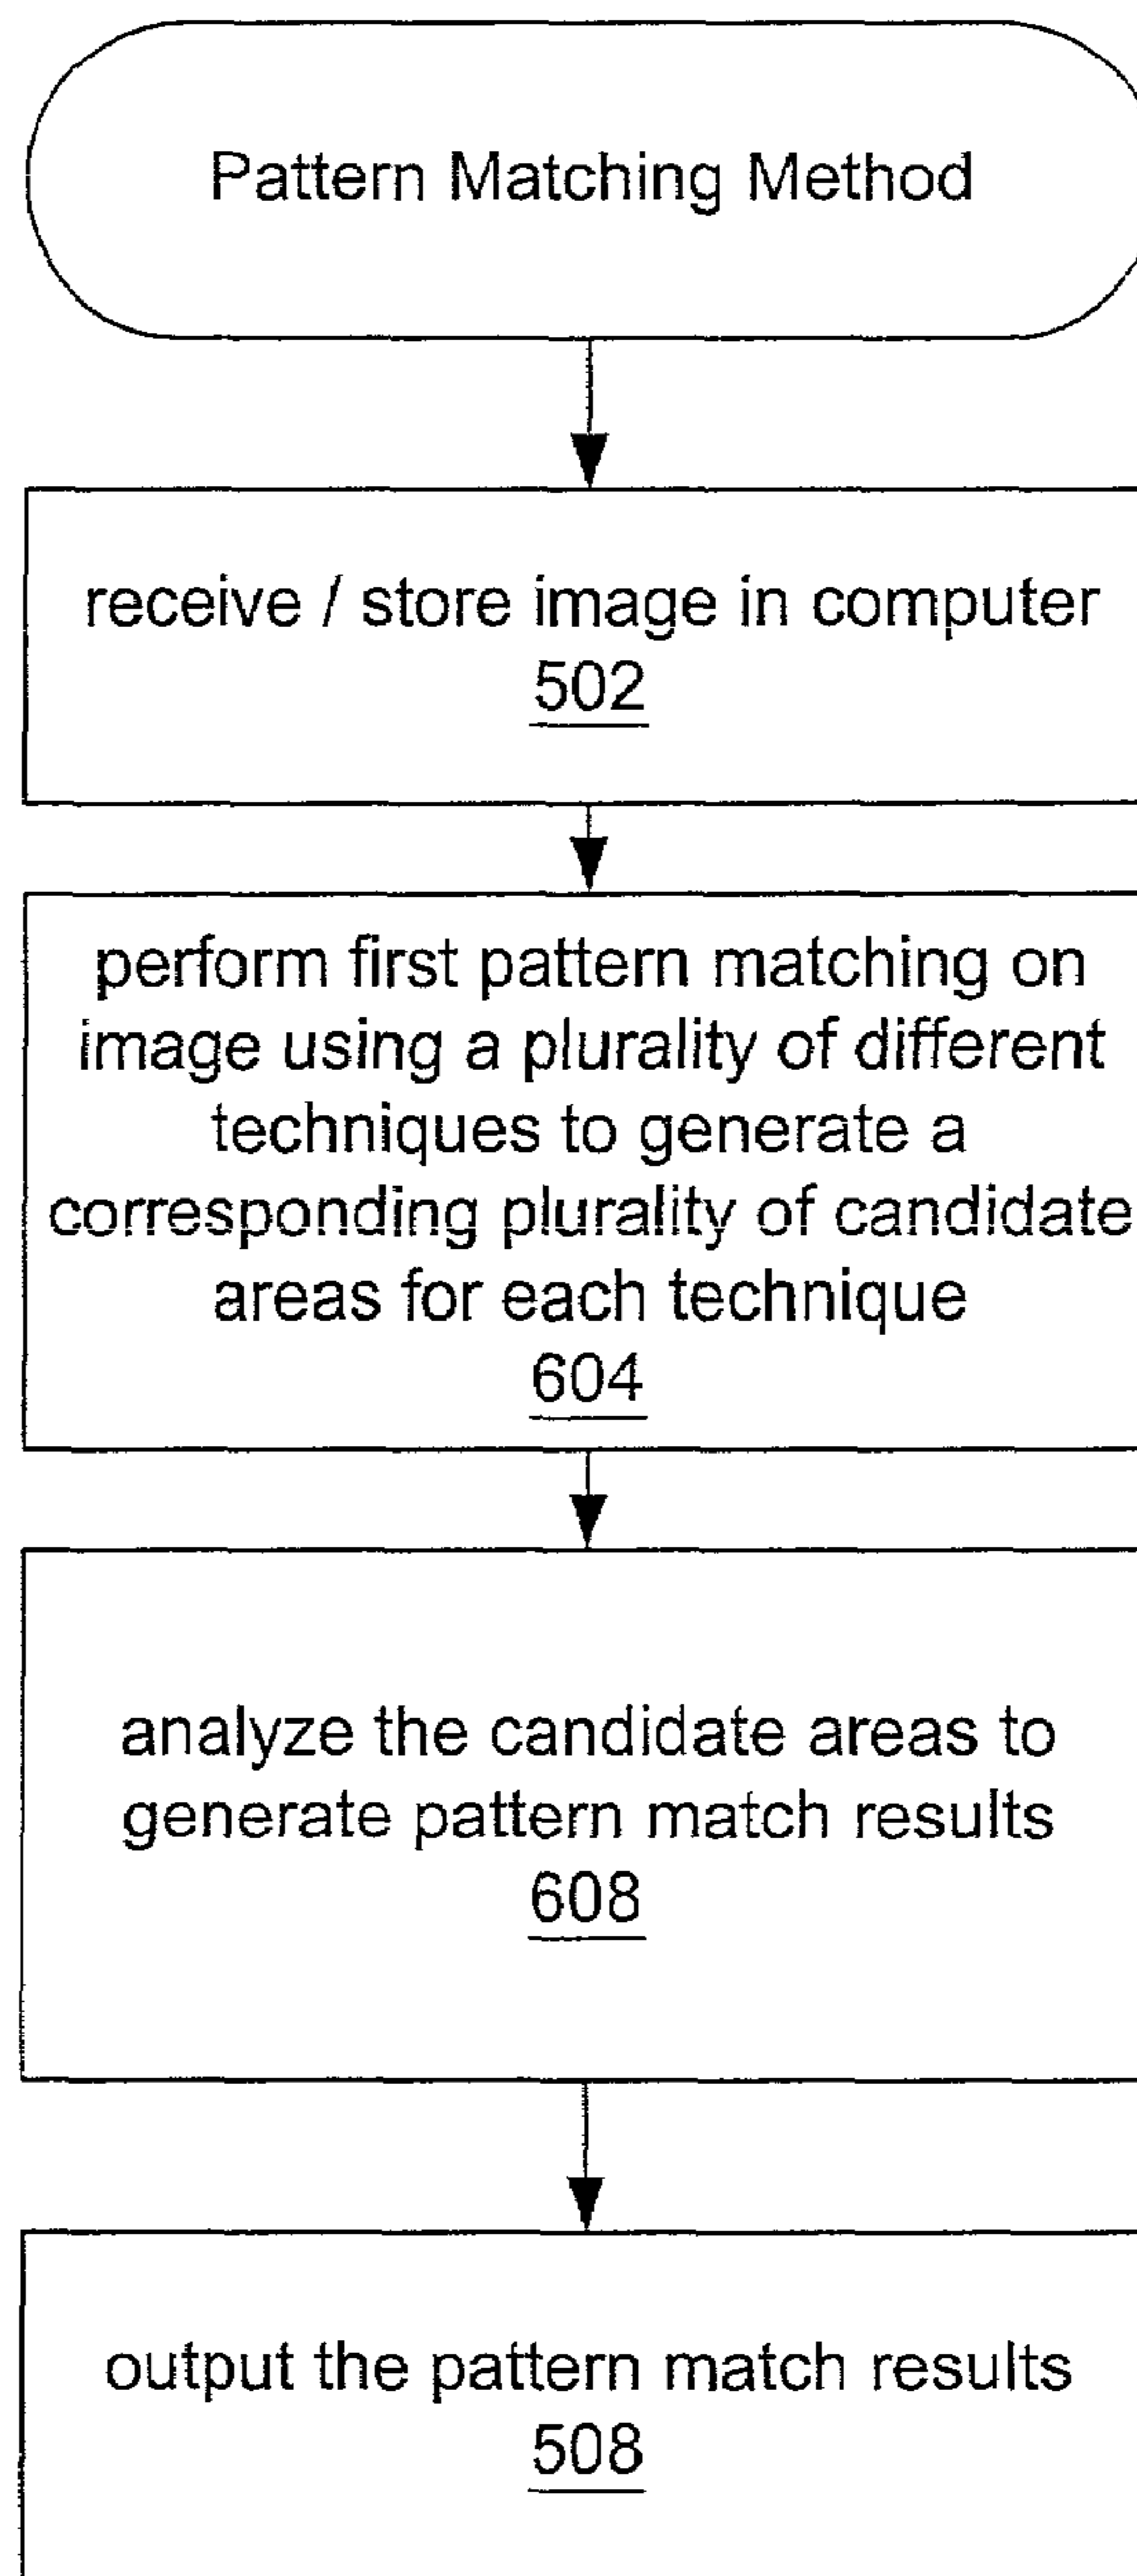 Pattern Matching Method
receive / store image in computer
502
perform first pattern matching on
image using a plurality of different
techniques to generate a
corresponding plurality of candidate
areas for each technique
604
analyze the candidate areas to
generate pattern match results
608
output the pattern match results
508